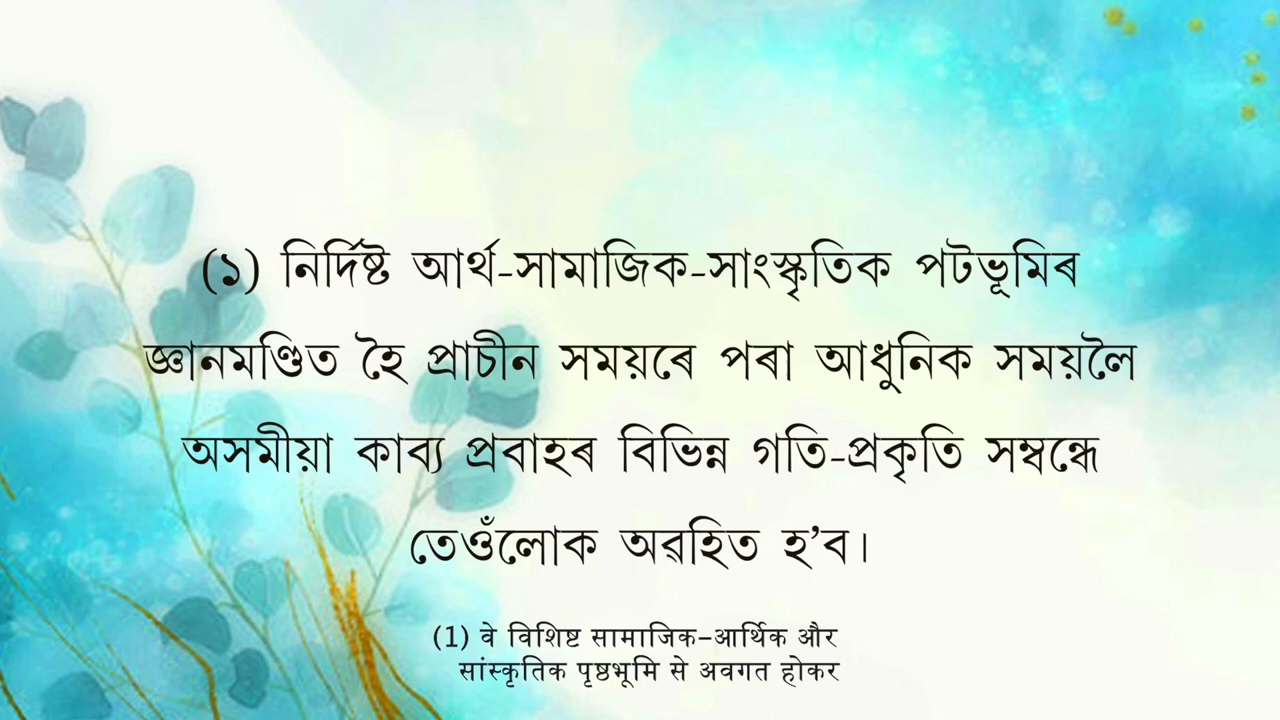 (১) নিৰ্দিষ্ট আৰ্থ-সামাজিক-সাংস্কৃতিক পটভূমিৰ
জ্ঞানমণ্ডিত হৈ প্ৰাচীন সময়ৰে পৰা আধুনিক সময়লৈ
অসমীয়া কাব্য প্ৰবাহৰ বিভিন্ন গতি-প্ৰকৃতি সম্বন্ধে
তেওঁলোক অৱহিত হ’ব।
(1) वे विशिष्ट सामाजिक–आर्थिक और
सांस्कृतिक पृष्ठभूमि से अवगत होकर